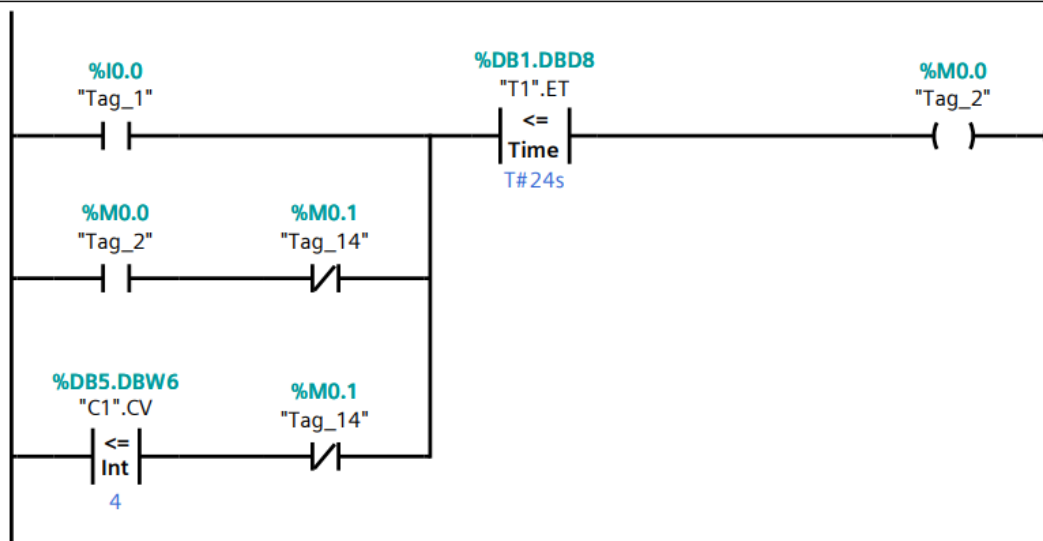 %DB1.DBD8
%I0.0
%M0.0
"Tag_1"
"T1".ET
"Tag_2"
<=
Time
T#24s
%M0.0
%M0.1
"Tag_2"
"Tag_14"
%DB5.DBW6
%M0.1
"C1".CV
"Tag_14"
<=
Int
4